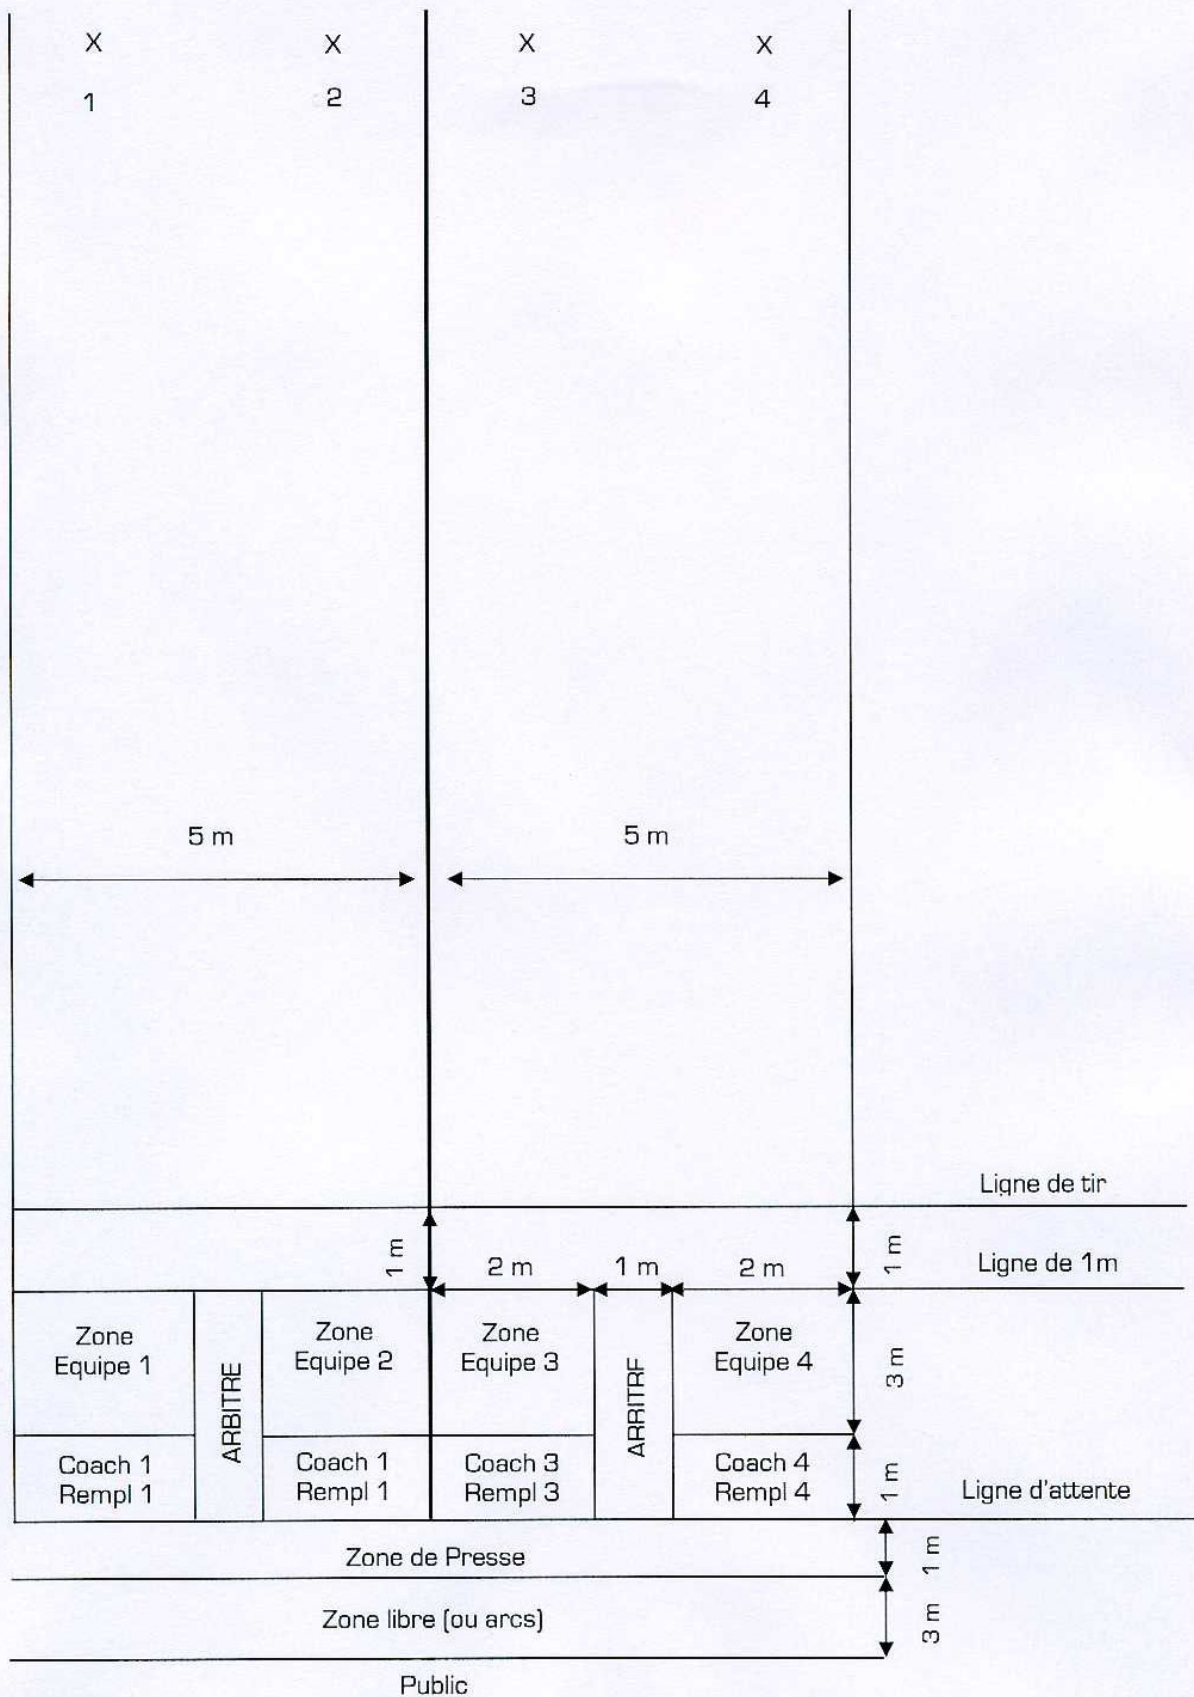 X X X X
1 2 3 4
5 m 5 m
Ligne de tir
1 m
2 m 1 m 2 m
1 m
Ligne de 1m
Zone
Equipe 1
ARBITRE
Zone
Equipe 2
Zone
Equipe 3
ARRITRF
Zone
Equipe 4
3 m
Coach 1
Rempl 1
Coach 1
Rempl 1
Coach 3
Rempl 3
Coach 4
Rempl 4
1 m
Ligne d'attente
Zone de Presse
1 m
Zone libre (ou arcs)
3 m
Public